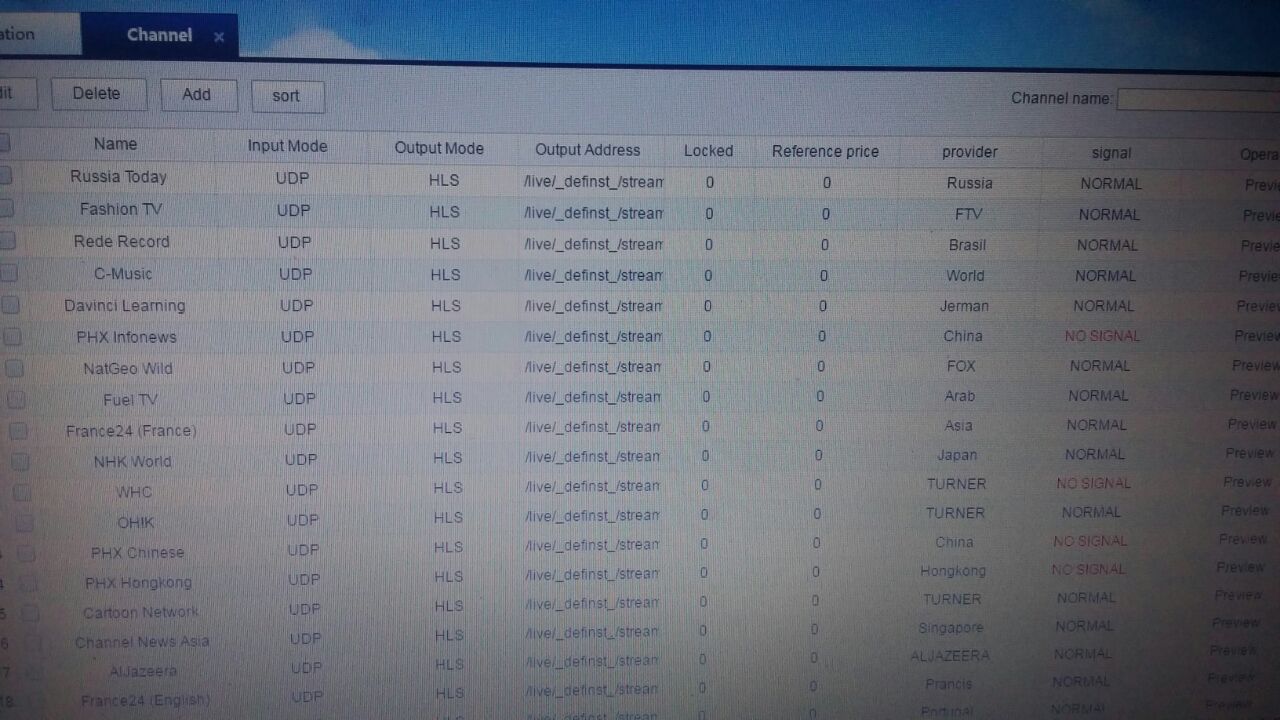 ation Channel x
dit Delete Add sort Channel name:
Name Input Mode Output Mode Output Address Locked Reference price provider signal Opera
Russia Today UDP HLS /live/_definst_/stream 0 0 Russia NORMAL Previe
Fashion TV UDP HLS /live/_definst_/stream 0 0 FTV NORMAL Previe
Rede Record UDP HLS /live/_definst_/stream 0 0 Brasil NORMAL Previe
C-Music UDP HLS /live/_definst_/stream 0 0 World NORMAL Previe
Davinci Learning UDP HLS /live/_definst_/stream 0 0 Jerman NORMAL Preview
PHX Infonews UDP HLS /live/_definst_/stream 0 0 China NO SIGNAL Preview
NatGeo Wild UDP HLS /live/_definst_/stream 0 0 FOX NORMAL Preview
Fuel TV UDP HLS /live/_definst_/stream 0 0 Arab NORMAL Preview
France24 (France) UDP HLS /live/_definst_/stream 0 0 Asia NORMAL Preview
NHK World UDP HLS /live/_definst_/stream 0 0 Japan NORMAL Preview
WHC UDP HLS /live/_definst_/stream 0 0 TURNER NO SIGNAL Preview
OHIK UDP HLS /live/_definst_/stream 0 0 TURNER NORMAL Preview
PHX Chinese UDP HLS /live/_definst_/stream 0 0 China NO SIGNAL Preview
4 PHX Hongkong UDP HLS /live/_definst_/stream 0 0 Hongkong NO SIGNAL Preview
5 Cartoon Network UDP HLS /live/_definst_/stream 0 0 TURNER NORMAL Preview
6 Channel News Asia UDP HLS /live/_definst_/stream 0 0 Singapore NORMAL Preview
7 AlJazeera UDP HLS /live/_definst_/stream 0 0 ALJAZEERA NORMAL Preview
18 France24 (English) UDP HLS /live/_definst_/stream 0 0 Prancis NORMAL Preview
Portugal NORMAL